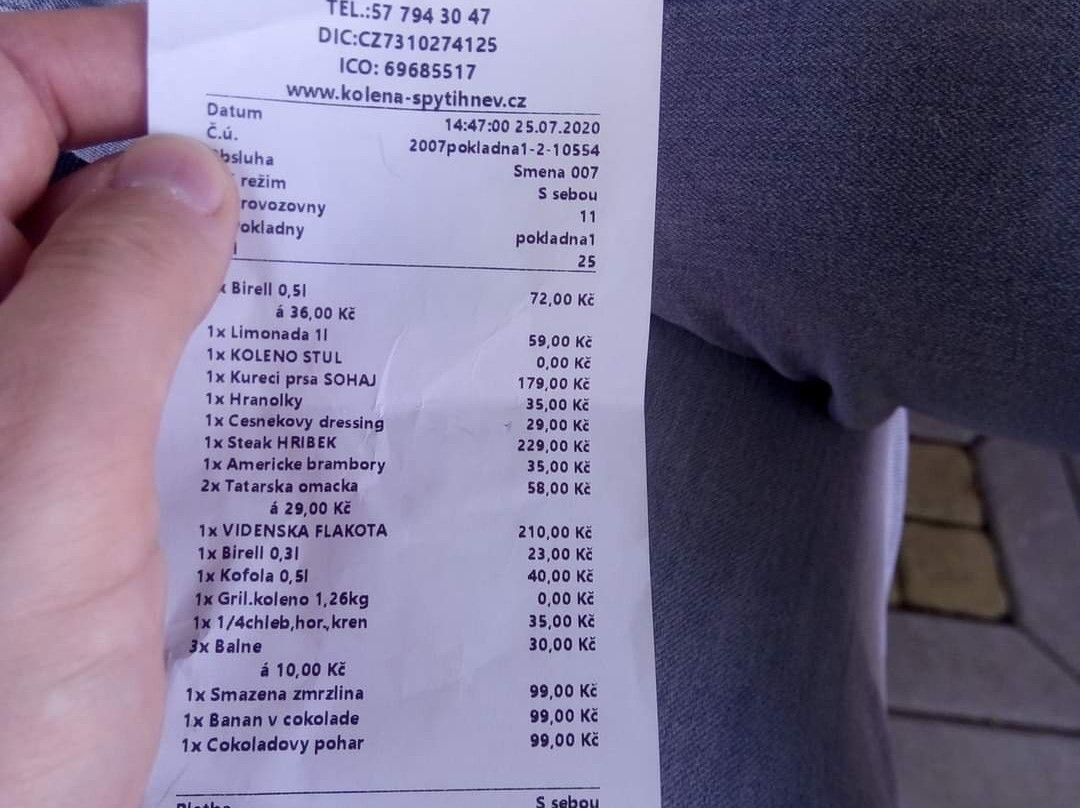 TEL.:57 794 30 47
DIC:CZ7310274125
ICO: 69685517
www.kolena-spytihnev.cz
Datum 14:47:00 25.07.2020
Č.ú. 2007pokladna1-2-10554
bsluha Smena 007
režim S sebou
rovozovny 11
okladny pokladna1
25
x Birell 0,5l 72,00 Kč
á 36,00 Kč
1x Limonada 1l 59,00 Kč
1x KOLENO STUL 0,00 Kč
1x Kureci prsa SOHAJ 179,00 Kč
1x Hranolky 35,00 Kč
1x Cesnekovy dressing 29,00 Kč
1x Steak HRIBEK 229,00 Kč
1x Americke brambory 35,00 Kč
2x Tatarska omacka 58,00 Kč
á 29,00 Kč
1x VIDENSKA FLAKOTA 210,00 Kč
1x Birell 0,3l 23,00 Kč
1x Kofola 0,5l 40,00 Kč
1x Gril.koleno 1,26kg 0,00 Kč
1x 1/4chleb,hor.,kren 35,00 Kč
3x Balne 30,00 Kč
á 10,00 Kč
1x Smazena zmrzlina 99,00 Kč
1x Banan v cokolade 99,00 Kč
1x Cokoladovy pohar 99,00 Kč
S sebou